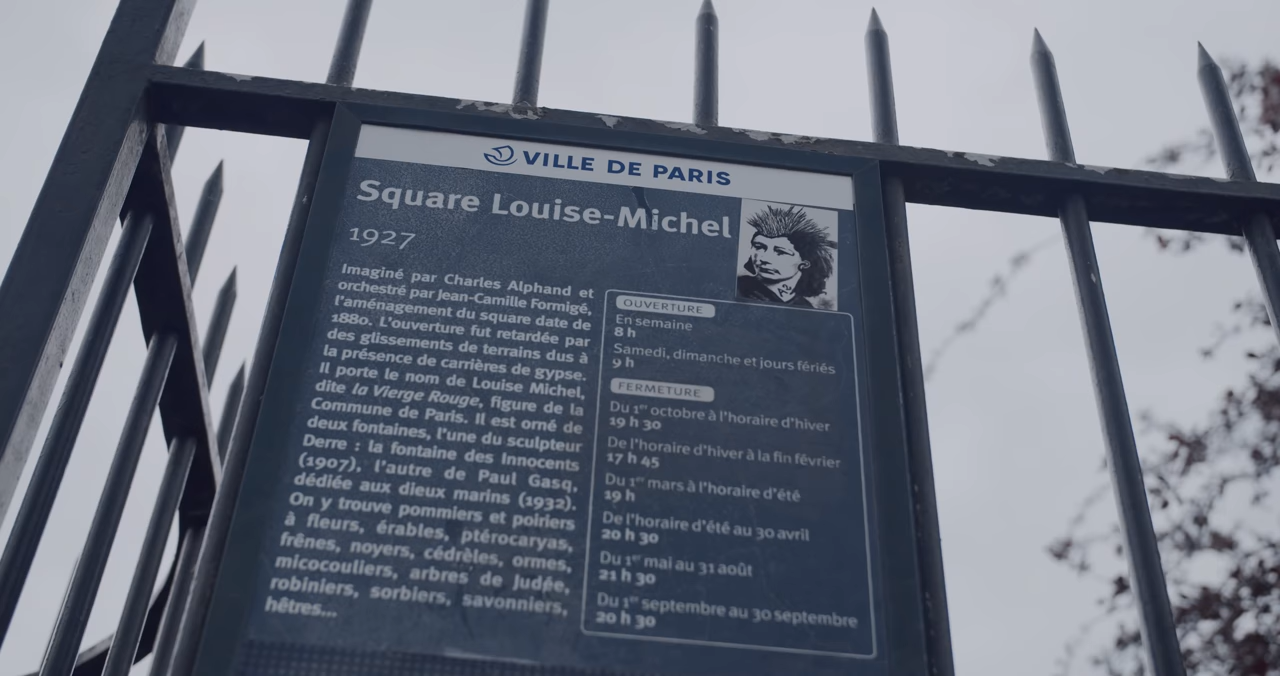 VILLE DE PARIS
Square Louise-Michel
1927
Imaginé par Charles Alphand et
orchestré par Jean-Camille Formigé,
l'aménagement du square date de
1880. L'ouverture fut retardée par
des glissements de terrains dus à
la présence de carrières de gypse.
Il porte le nom de Louise Michel,
dite la Vierge Rouge, figure de la
Commune de Paris. Il est orné de
deux fontaines, l'une du sculpteur
Derre : la fontaine des Innocents
(1907), l'autre de Paul Gasq,
dédiée aux dieux marins (1932).
On y trouve pommiers et poiriers
à fleurs, érables, ptérocaryas,
frênes, noyers, cédrèles, ormes,
micocouliers, arbres de Judée,
robiniers, sorbiers, savonniers,
hêtres...
OUVERTURE
En semaine
8 h
Samedi, dimanche et jours fériés
9 h
FERMETURE
Du 1er octobre à l'horaire d'hiver
19 h 30
De l'horaire d'hiver à la fin février
17 h 45
Du 1er mars à l'horaire d'été
19 h
De l'horaire d'été au 30 avril
20 h 30
Du 1er mai au 31 août
21 h 30
Du 1er septembre au 30 septembre
20 h 30